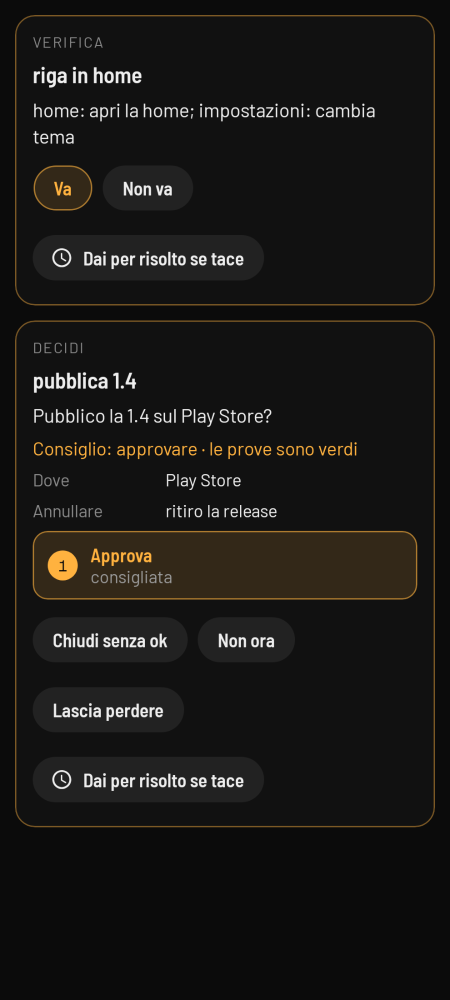 VERIFICA
riga in home
home: apri la home; impostazioni: cambia
tema
Va
Non va
Dai per risolto se tace
DECIDI
pubblica 1.4
Pubblico la 1.4 sul Play Store?
Consiglio: approvare · le prove sono verdi
Dove Play Store
Annullare ritiro la release
1 Approva
consigliata
Chiudi senza ok
Non ora
Lascia perdere
Dai per risolto se tace